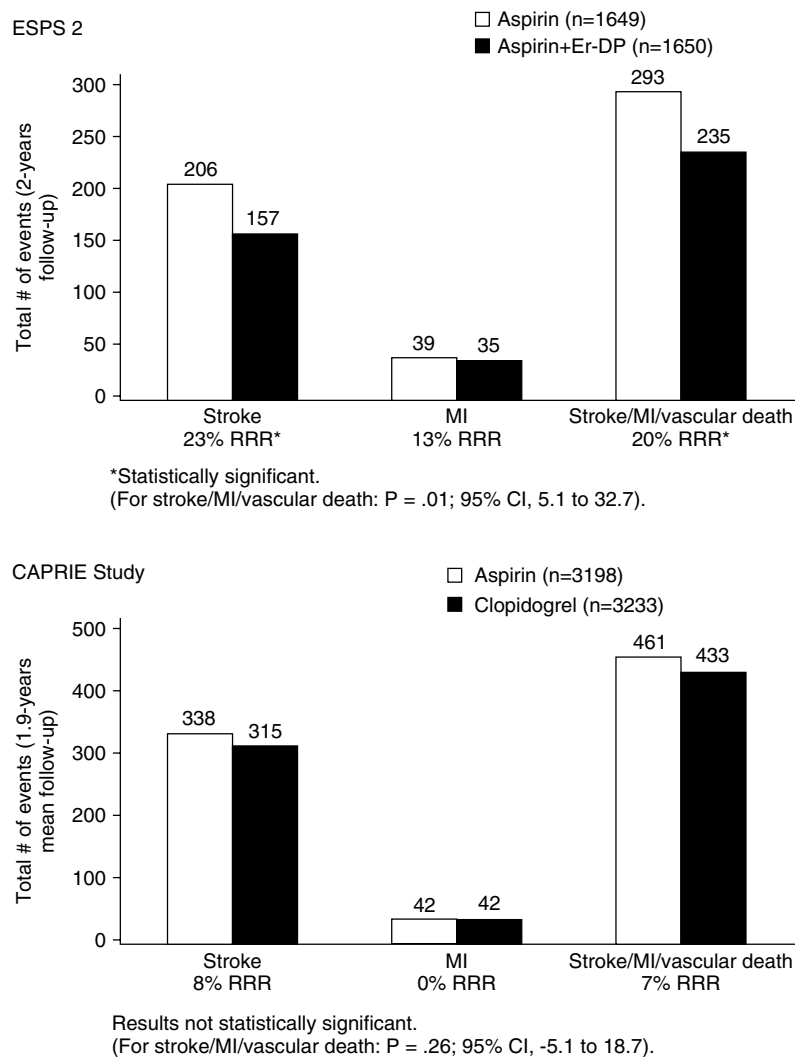 ESPS 2
Aspirin (n=1649)
Aspirin+Er-DP (n=1650)
Total # of events (2-years
follow-up)
300
250
200
150
100
50
0
206
157
39
35
293
235
Stroke
23% RRR*
MI
13% RRR
Stroke/MI/vascular death
20% RRR*
*Statistically significant.
(For stroke/MI/vascular death: P = .01; 95% CI, 5.1 to 32.7).
CAPRIE Study
Aspirin (n=3198)
Clopidogrel (n=3233)
Total # of events (1.9-years
mean follow-up)
500
400
300
200
100
0
338
315
42
42
461
433
Stroke
8% RRR
MI
0% RRR
Stroke/MI/vascular death
7% RRR
Results not statistically significant.
(For stroke/MI/vascular death: P = .26; 95% CI, -5.1 to 18.7).